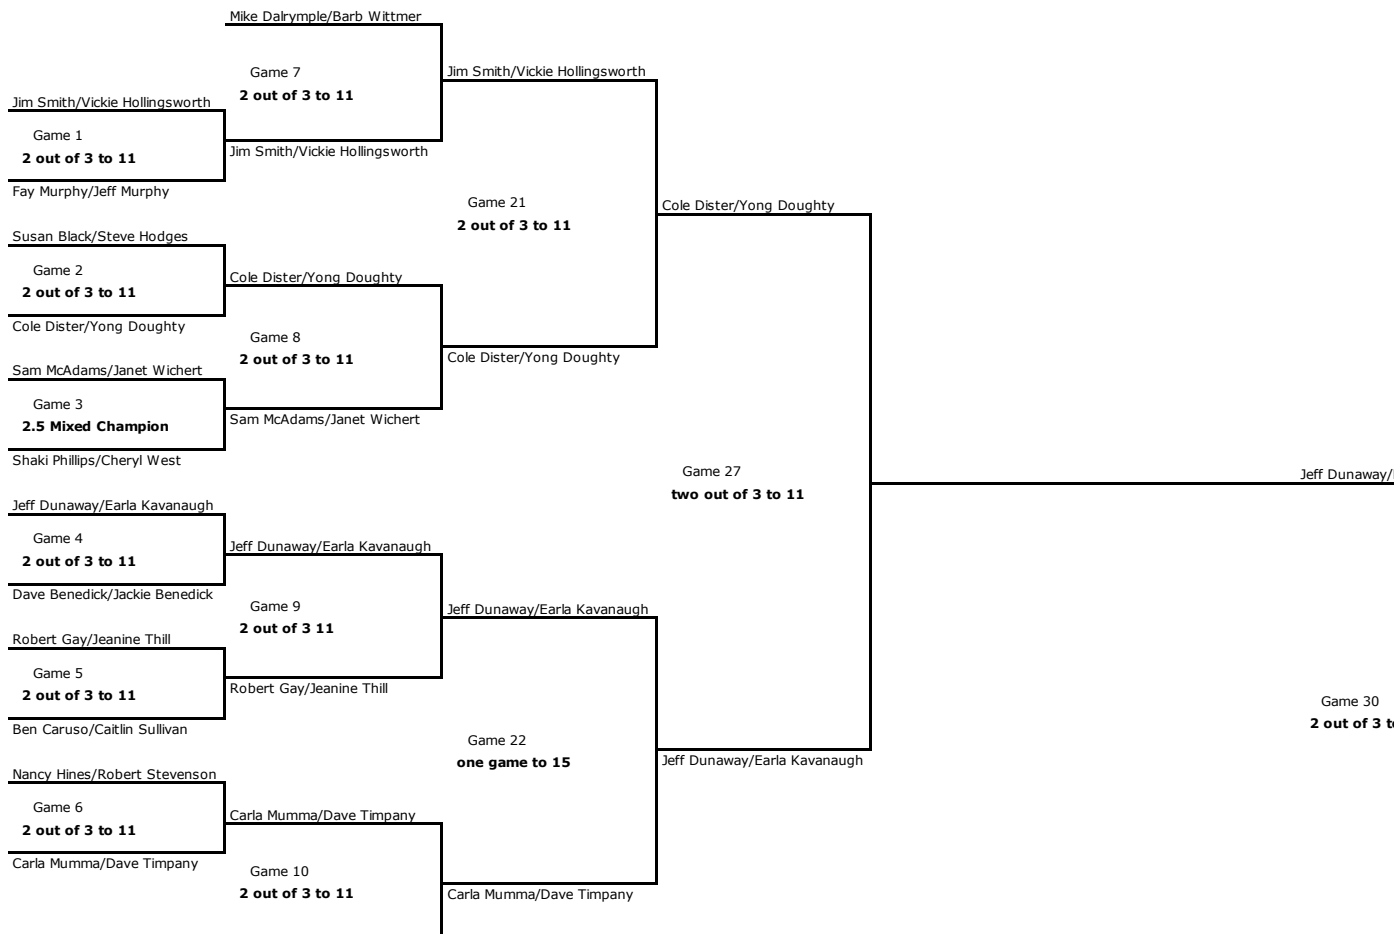 Mike Dalrymple/Barb Wittmer
Game 7
2 out of 3 to 11
Jim Smith/Vickie Hollingsworth
Jim Smith/Vickie Hollingsworth
Game 1
2 out of 3 to 11
Jim Smith/Vickie Hollingsworth
Fay Murphy/Jeff Murphy
Game 21
2 out of 3 to 11
Cole Dister/Yong Doughty
Susan Black/Steve Hodges
Game 2
2 out of 3 to 11
Cole Dister/Yong Doughty
Cole Dister/Yong Doughty
Game 8
2 out of 3 to 11
Cole Dister/Yong Doughty
Sam McAdams/Janet Wichert
Game 3
2.5 Mixed Champion
Sam McAdams/Janet Wichert
Shaki Phillips/Cheryl West
Game 27
two out of 3 to 11
Jeff Dunaway/
Jeff Dunaway/Earla Kavanaugh
Game 4
2 out of 3 to 11
Jeff Dunaway/Earla Kavanaugh
Dave Benedick/Jackie Benedick
Game 9
2 out of 3 11
Jeff Dunaway/Earla Kavanaugh
Robert Gay/Jeanine Thill
Game 5
2 out of 3 to 11
Robert Gay/Jeanine Thill
Ben Caruso/Caitlin Sullivan
Game 30
2 out of 3 to
Game 22
one game to 15
Jeff Dunaway/Earla Kavanaugh
Nancy Hines/Robert Stevenson
Game 6
2 out of 3 to 11
Carla Mumma/Dave Timpany
Carla Mumma/Dave Timpany
Game 10
2 out of 3 to 11
Carla Mumma/Dave Timpany